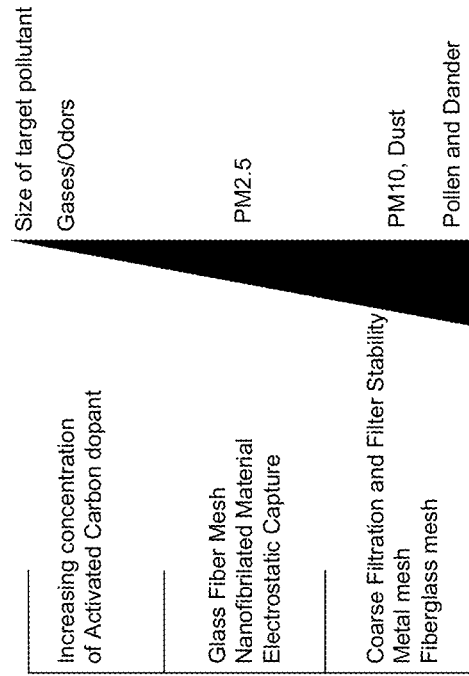 Size of target pollutant
Increasing concentration
of Activated Carbon dopant
Gases/Odors
Glass Fiber Mesh
Nanofibrilated Material
Electrostatic Capture
PM2.5
Coarse Filtration and Filter Stability
Metal mesh
Fiberglass mesh
PM10, Dust
Pollen and Dander